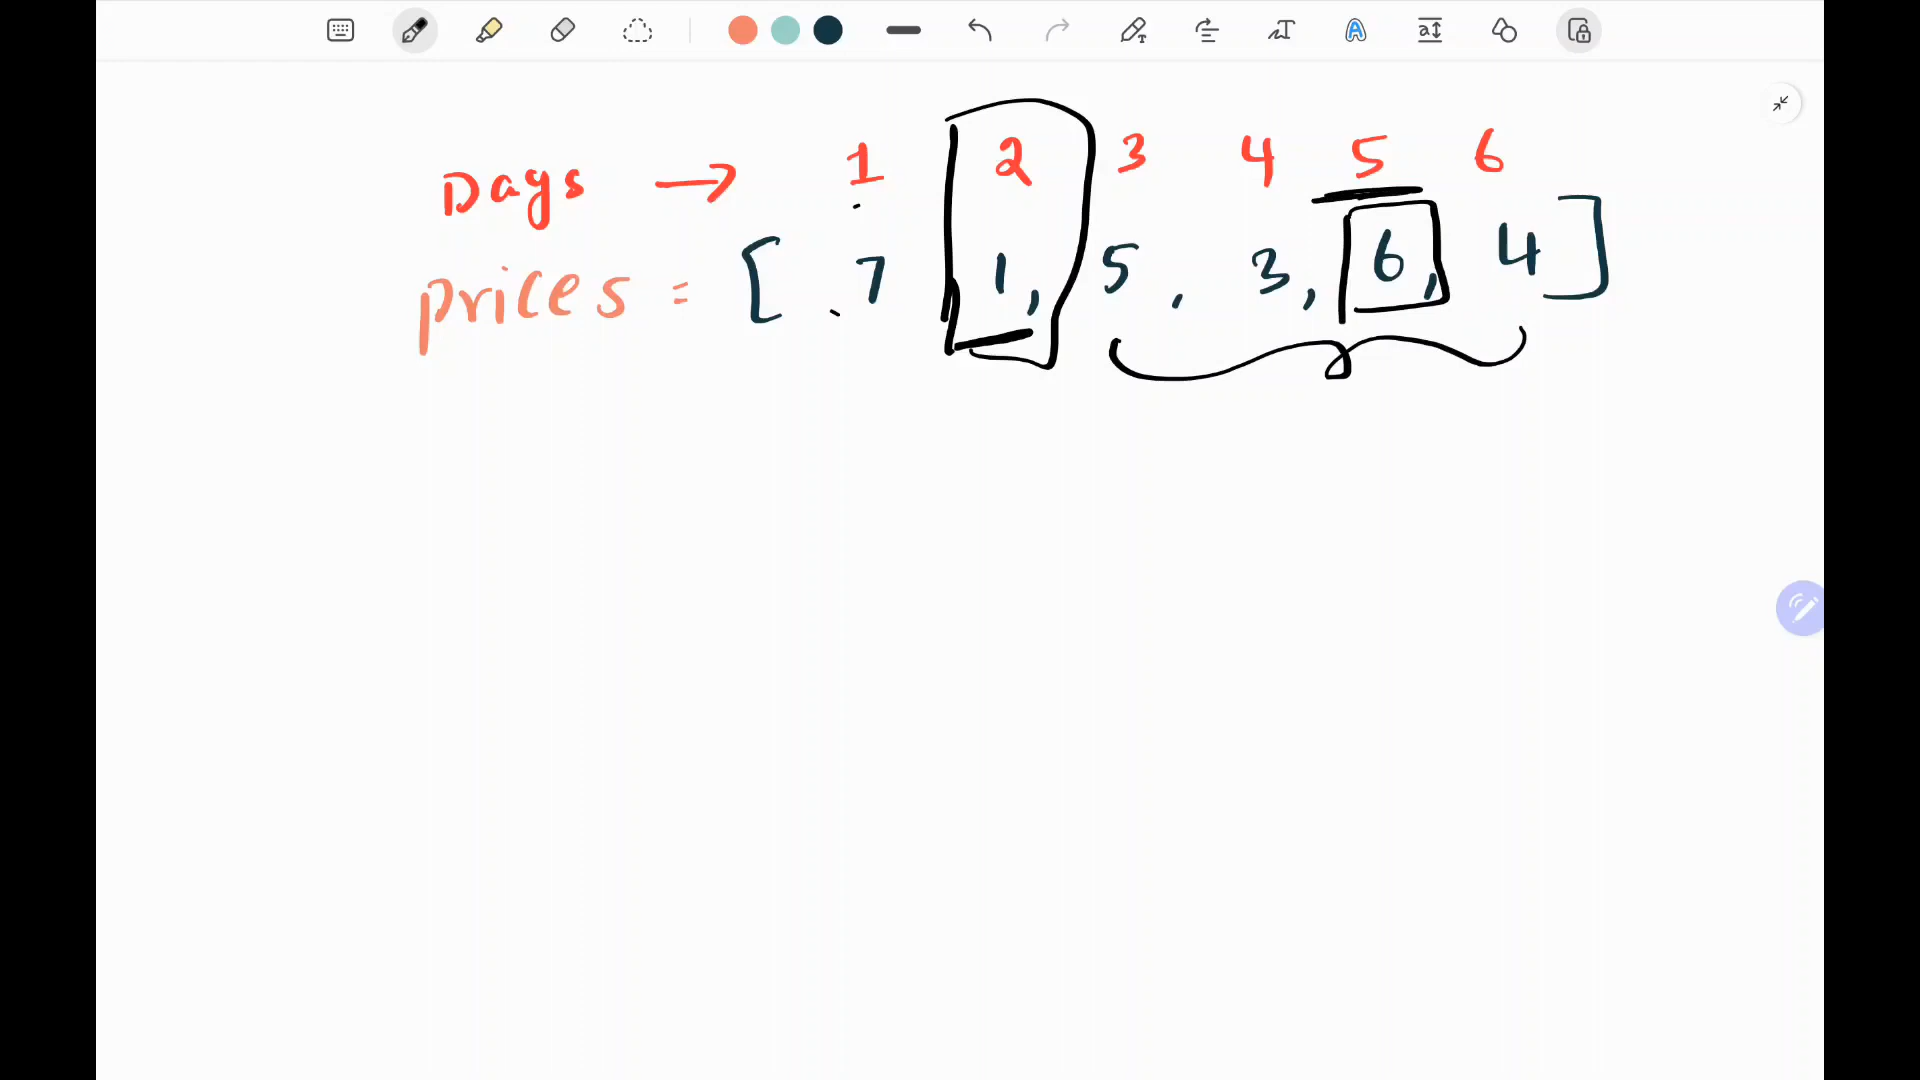 Days → 1 2 3 4 5 6
prices = [ 7 1, 5, 3, 6, 4 ]